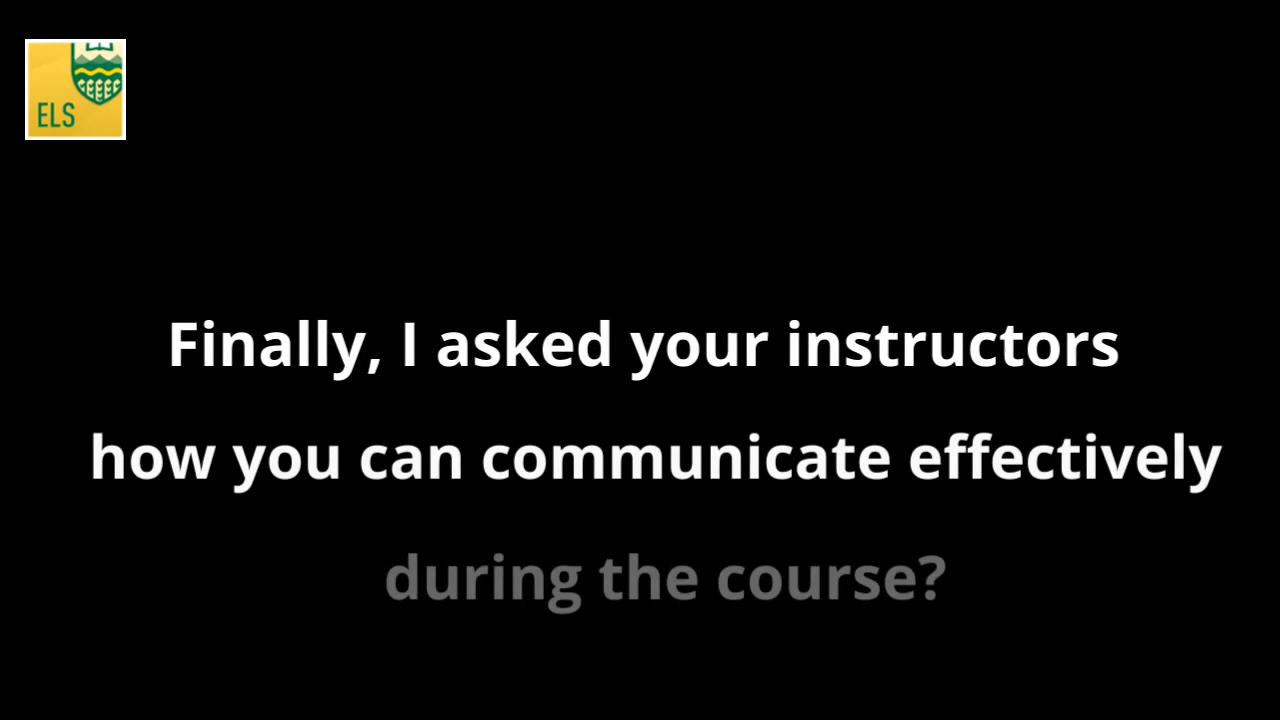 ELS
Finally, I asked your instructors
how you can communicate effectively
during the course?